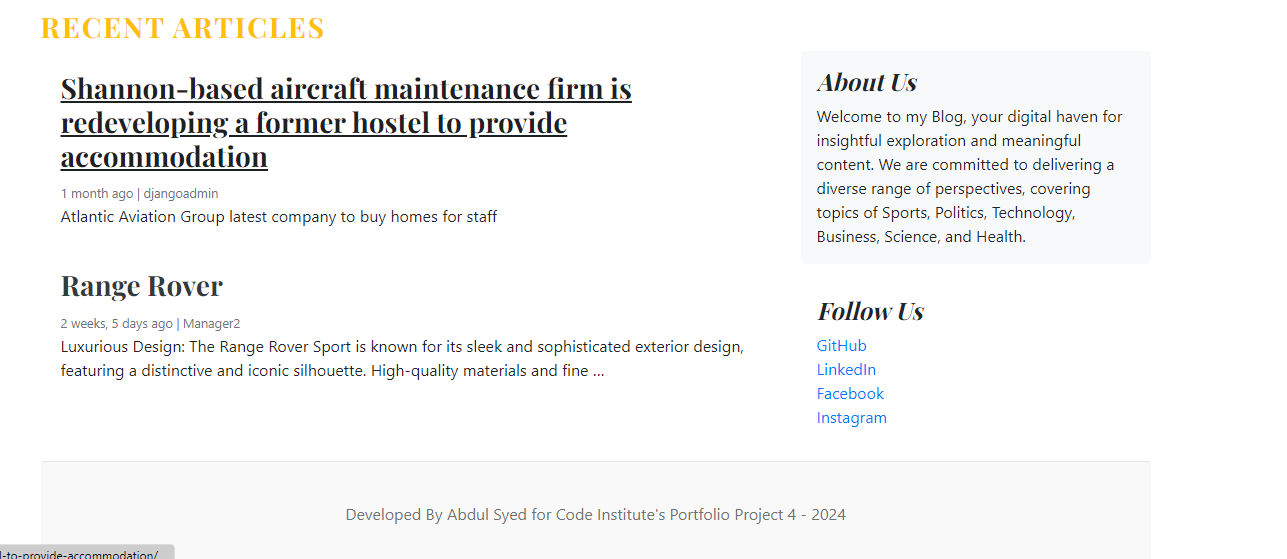 RECENT ARTICLES
Shannon-based aircraft maintenance firm is
redeveloping a former hostel to provide
accommodation
1 month ago | djangoadmin
Atlantic Aviation Group latest company to buy homes for staff
Range Rover
2 weeks, 5 days ago | Manager2
Luxurious Design: The Range Rover Sport is known for its sleek and sophisticated exterior design,
featuring a distinctive and iconic silhouette. High-quality materials and fine ...
About Us
Welcome to my Blog, your digital haven for
insightful exploration and meaningful
content. We are committed to delivering a
diverse range of perspectives, covering
topics of Sports, Politics, Technology,
Business, Science, and Health.
Follow Us
GitHub
LinkedIn
Facebook
Instagram
Developed By Abdul Syed for Code Institute's Portfolio Project 4 - 2024
l-to-provide-accommodation/